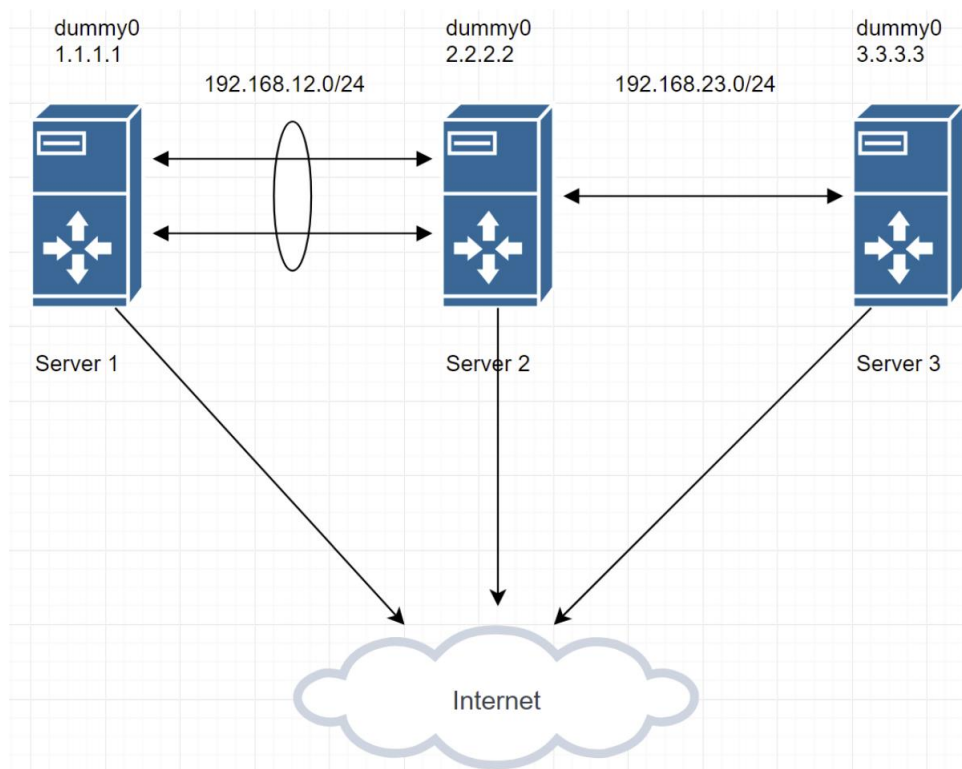 dummy0
1.1.1.1
dummy0
2.2.2.2
dummy0
3.3.3.3
192.168.12.0/24
192.168.23.0/24
Server 1
Server 2
Server 3
Internet